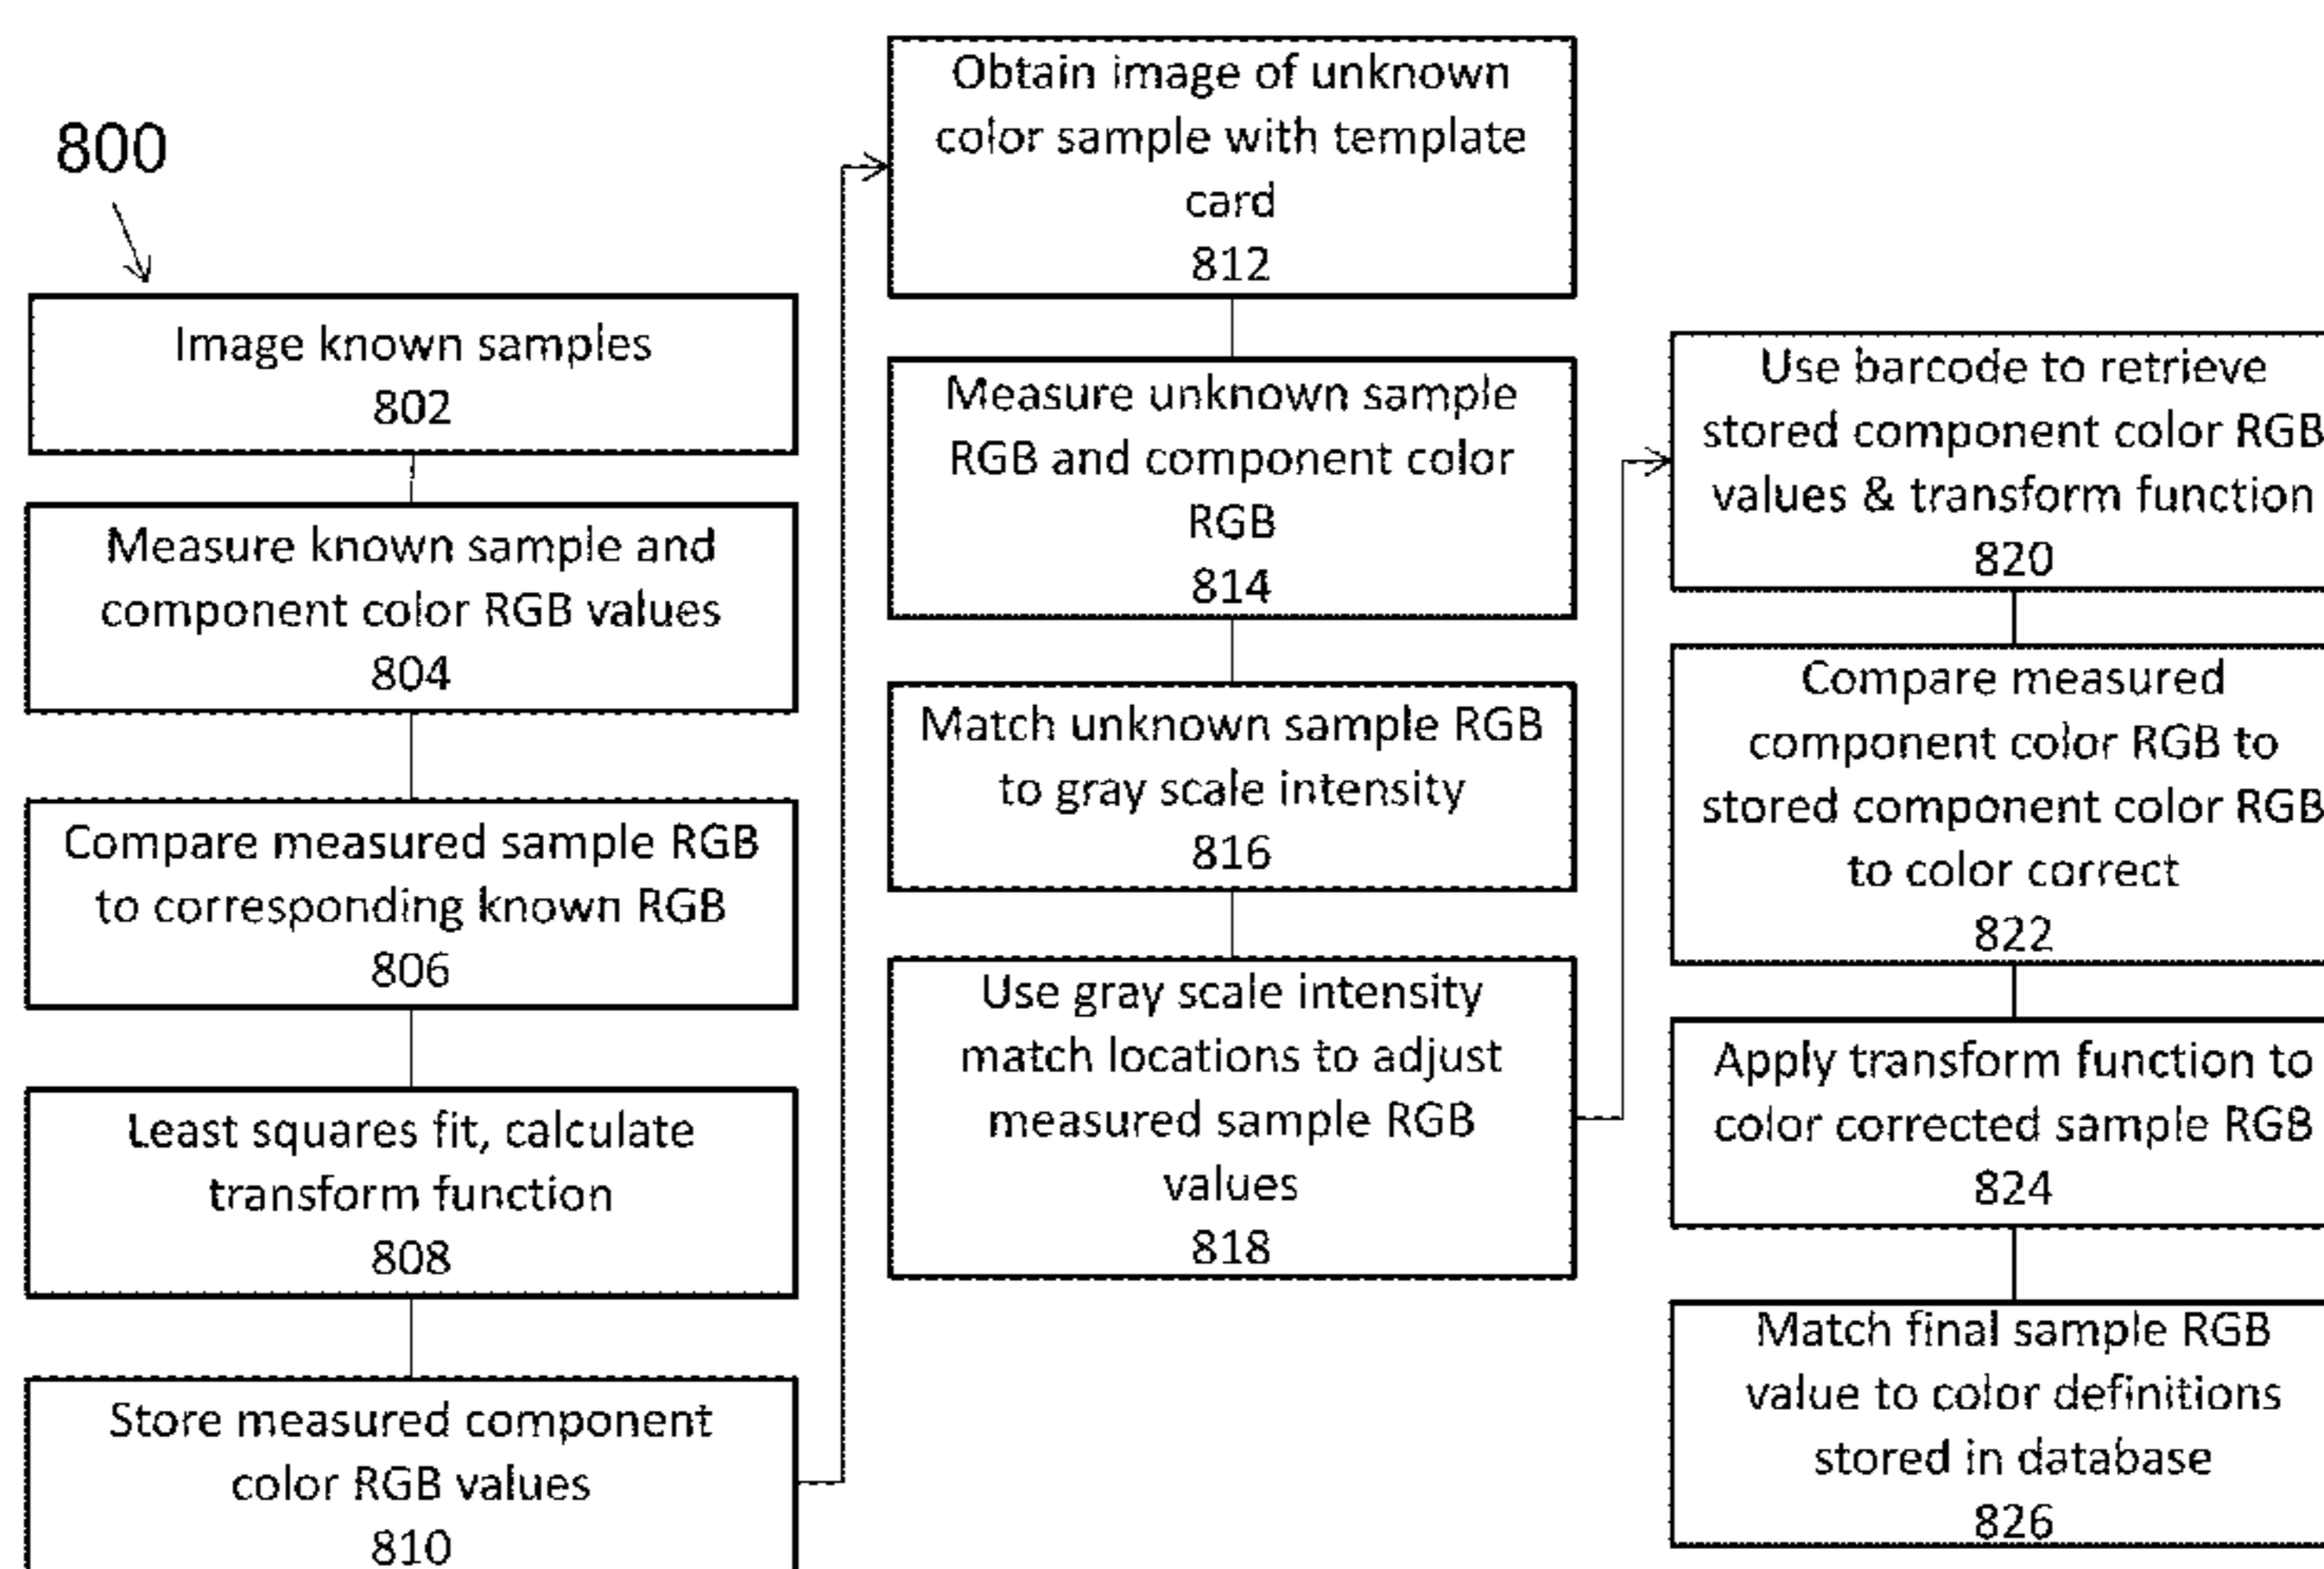 800
Image known samples
802
Measure known sample and
component color RGB values
804
Compare measured sample RGB
to corresponding known RGB
806
Least squares fit, calculate
transform function
808
Store measured component
color RGB values
810
Obtain image of unknown
color sample with template
card
812
Measure unknown sample
RGB and component color
RGB
814
Match unknown sample RGB
to gray scale intensity
816
Use gray scale intensity
match locations to adjust
measured sample RGB
values
818
Use barcode to retrieve
stored component color RGB
values & transform function
820
Compare measured
component color RGB to
stored component color RGB
to color correct
822
Apply transform function to
color corrected sample RGB
824
Match final sample RGB
value to color definitions
stored in database
826